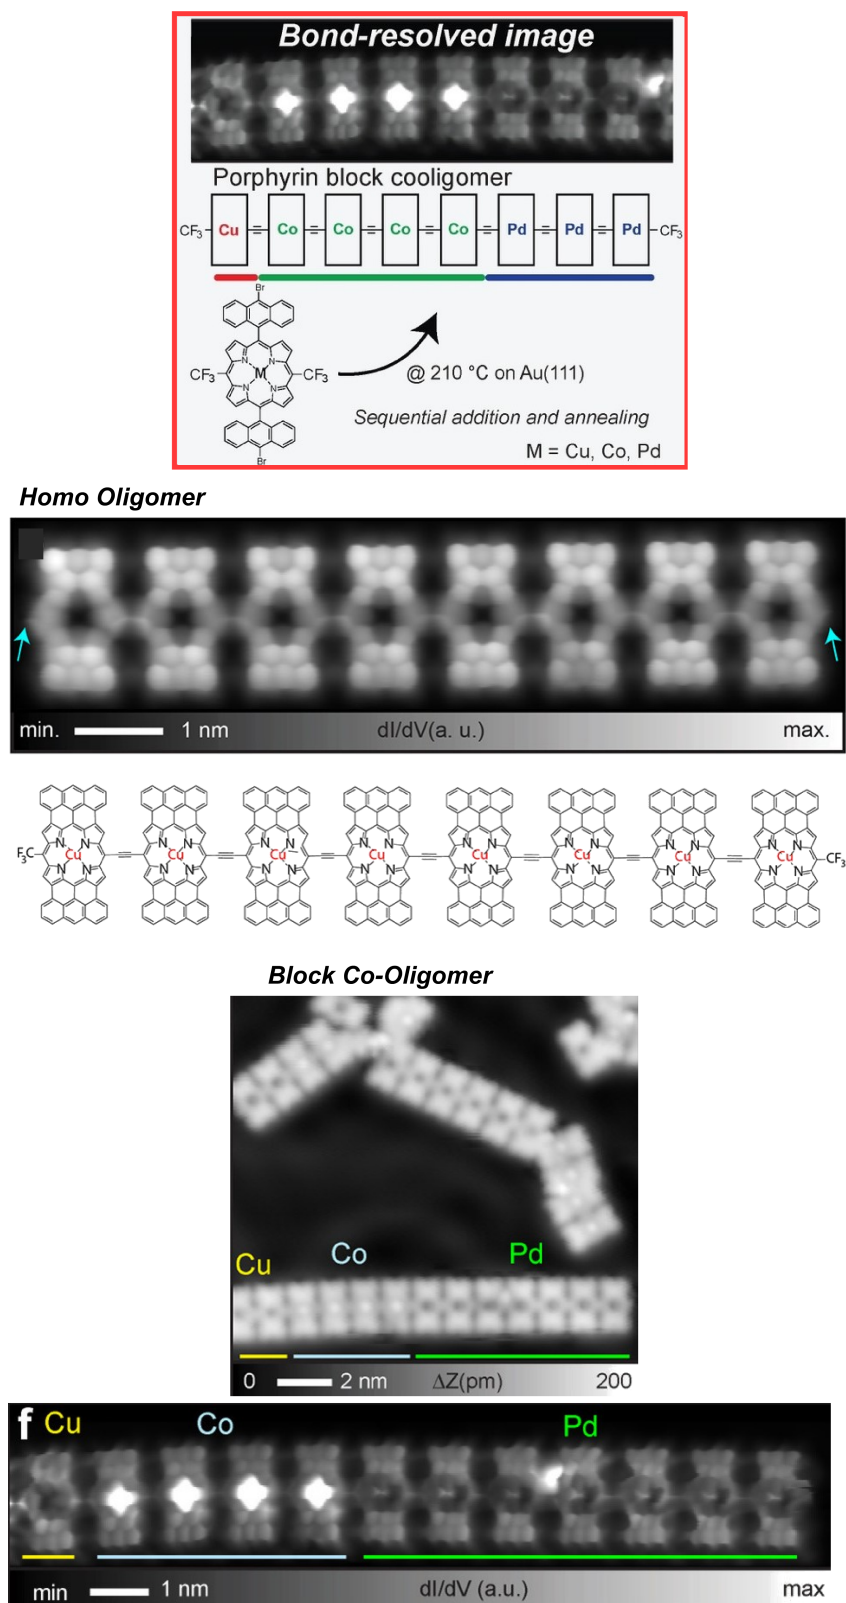 Bond-resolved image
Porphyrin block cooligomer
CF3 Cu Co Co Co Co Pd Pd Pd CF3
Br
N N
CF3 M CF3
N N
Br
@ 210 °C on Au(111)
Sequential addition and annealing
M = Cu, Co, Pd
Homo Oligomer
min. 1 nm dI/dV(a. u.) max.
N N N N N N N N N N N N N N N N
F3C Cu Cu Cu Cu Cu Cu Cu Cu CF3
N N N N N N N N N N N N N N N N
Block Co-Oligomer
Cu Co Pd
0 2 nm ΔZ(pm) 200
f Cu Co Pd
min 1 nm dI/dV (a.u.) max